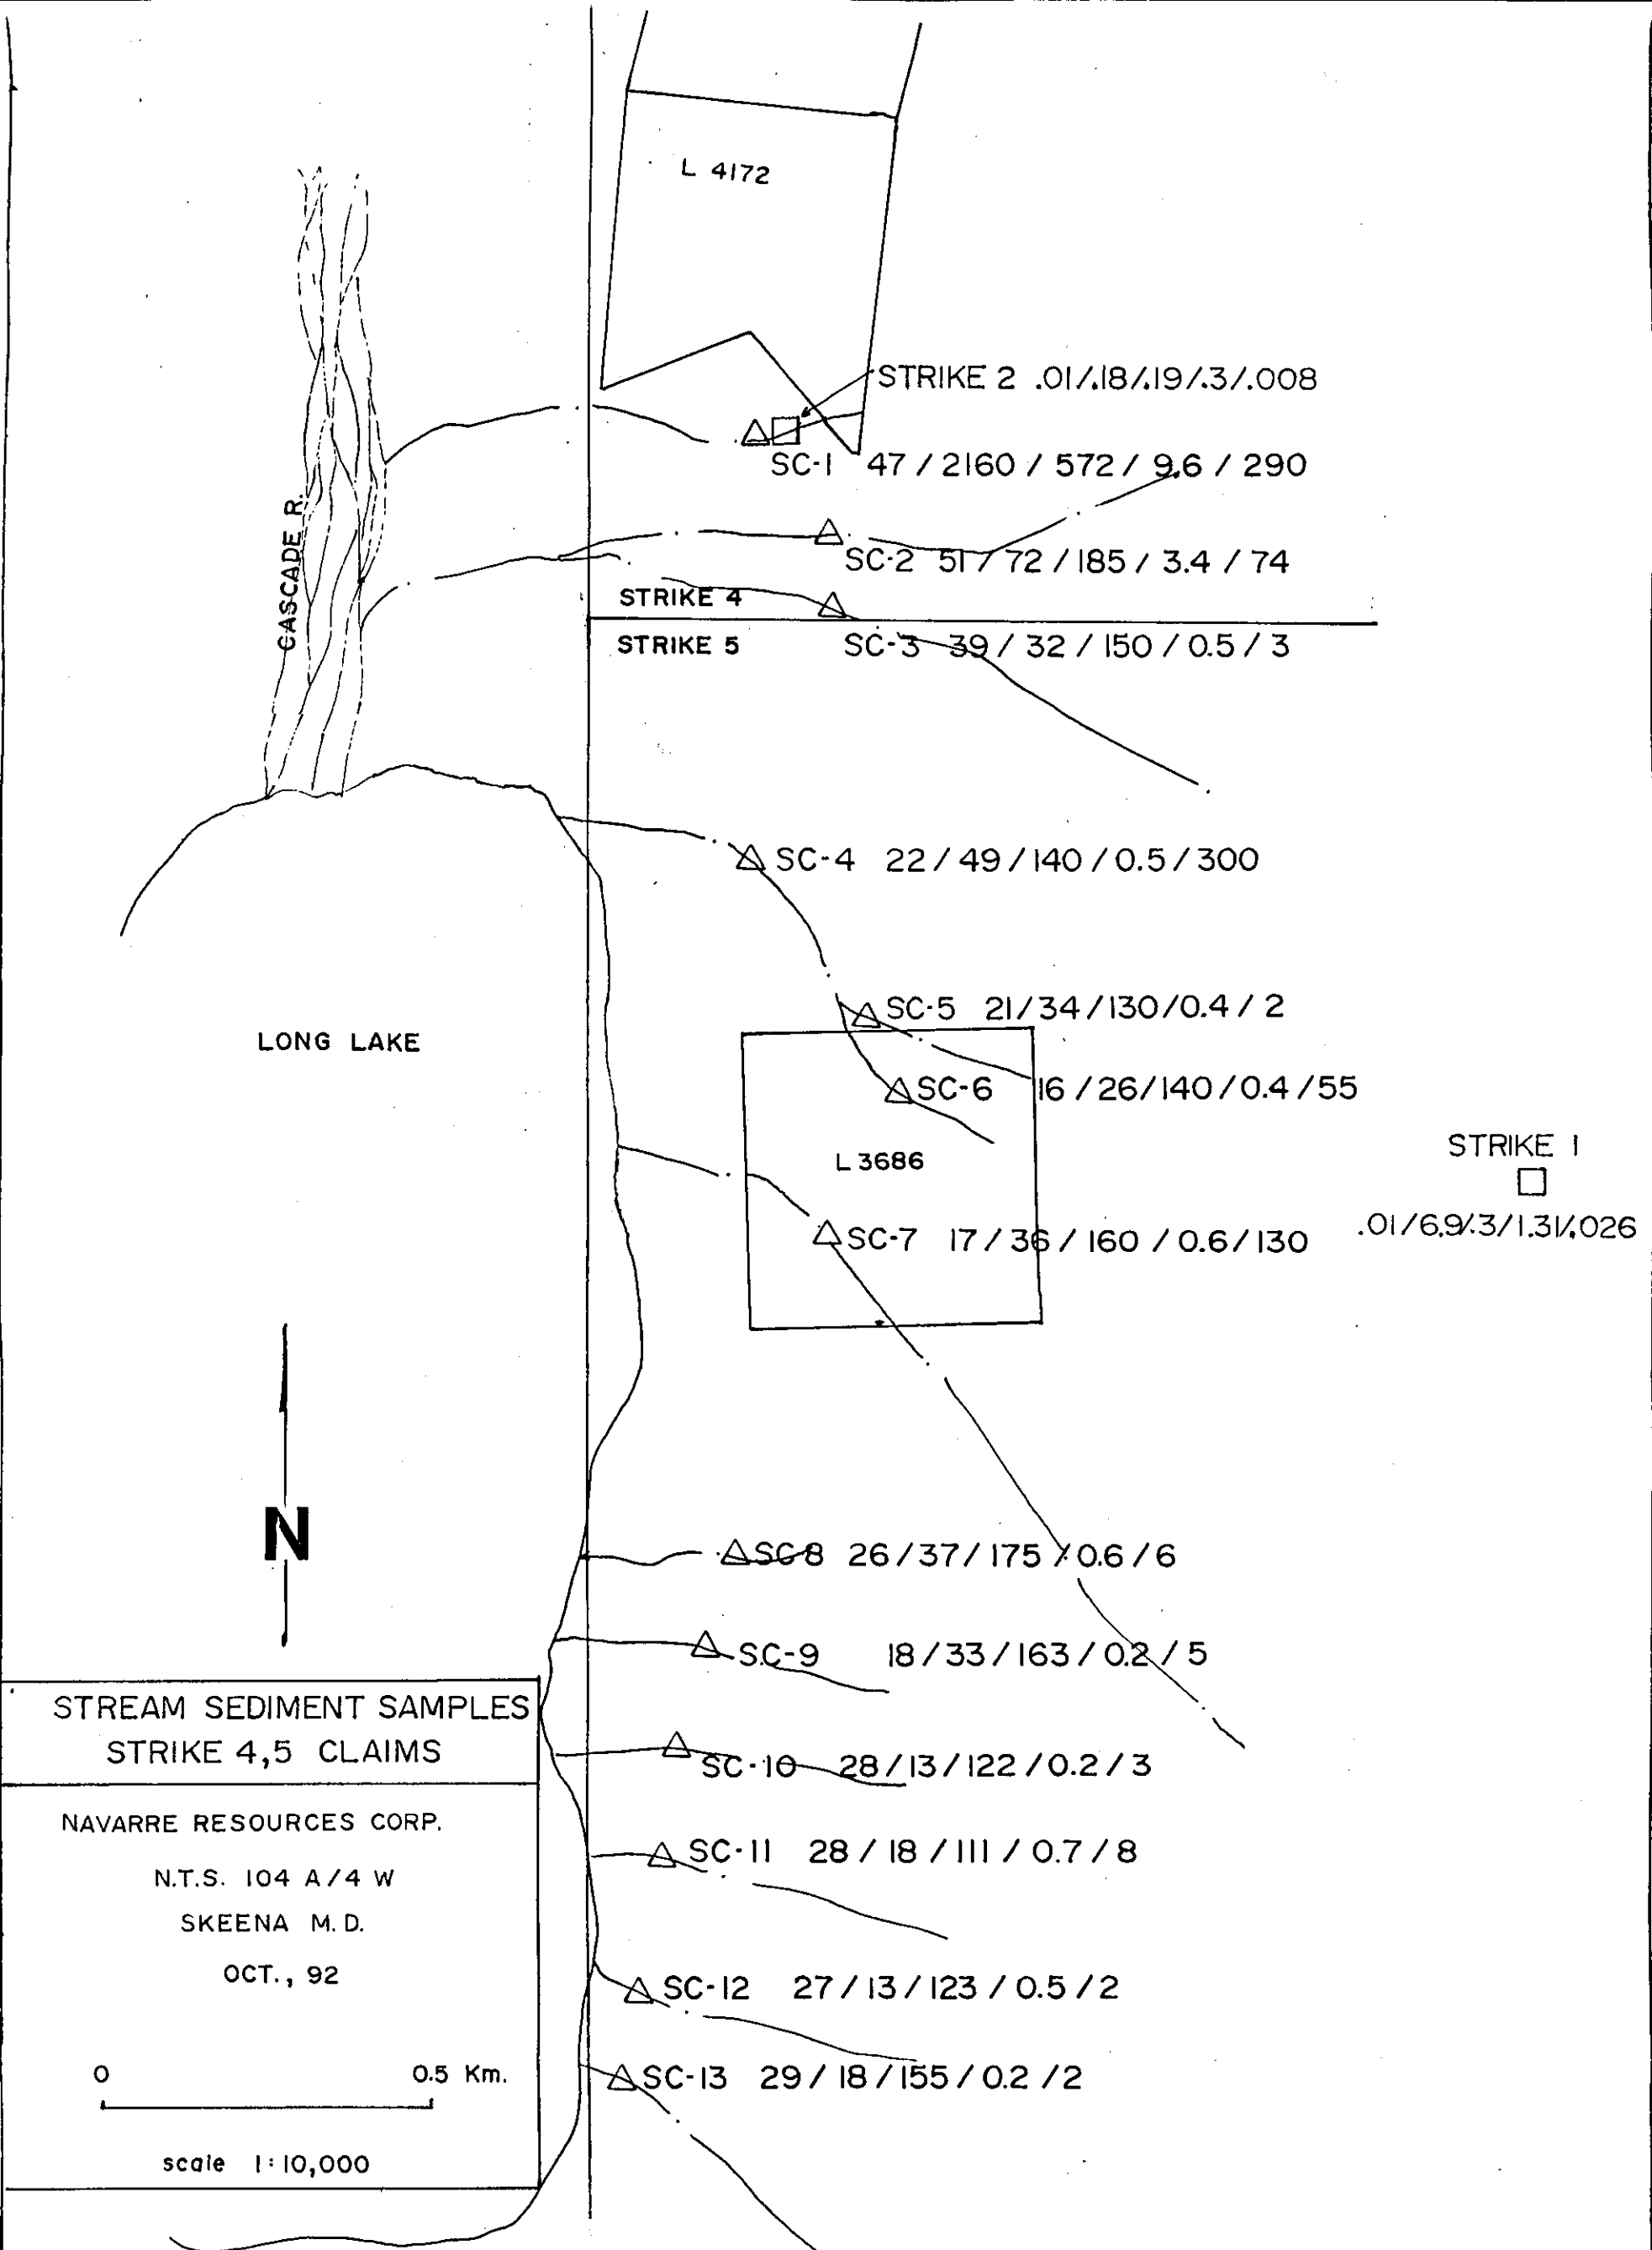 L 4172
STRIKE 2 .01/.18/.19/.3/.008
SC-1 47 / 2160 / 572 / 9.6 / 290
CASCADE R.
SC-2 51 / 72 / 185 / 3.4 / 74
STRIKE 4
STRIKE 5
SC-3 39 / 32 / 150 / 0.5 / 3
SC-4 22 / 49 / 140 / 0.5 / 300
SC-5 21/34/130/0.4 / 2
LONG LAKE
SC-6 16 / 26/140 / 0.4 / 55
STRIKE 1
L 3686
.01/6.9/.3/1.31/.026
SC-7 17 / 36 / 160 / 0.6/ 130
N
SC-8 26 / 37/ 175 / 0.6 / 6
SC-9 18 / 33 / 163 / 0.2 / 5
STREAM SEDIMENT SAMPLES
STRIKE 4,5 CLAIMS
SC-10 28 / 13 / 122 / 0.2 / 3
NAVARRE RESOURCES CORP.
SC-11 28 / 18 / 111 / 0.7 / 8
N.T.S. 104 A/4 W
SKEENA M.D.
OCT., 92
SC-12 27 / 13 / 123 / 0.5 / 2
0 0.5 Km.
SC-13 29 / 18 / 155 / 0.2 / 2
scale 1:10,000